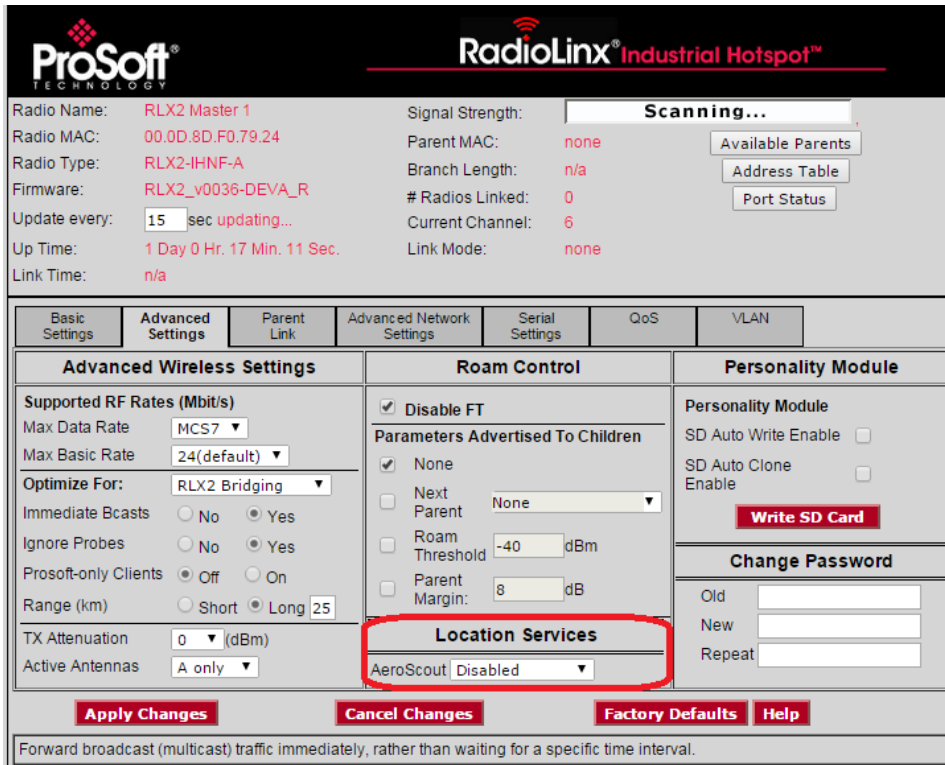 ProSoft®
TECHNOLOGY
RadioLinx® Industrial Hotspot™
Radio Name: RLX2 Master 1
Radio MAC: 00.0D.8D.F0.79.24
Radio Type: RLX2-IHNF-A
Firmware: RLX2_v0036-DEVA_R
Update every: 15 sec updating...
Up Time: 1 Day 0 Hr. 17 Min. 11 Sec.
Link Time: n/a
Signal Strength: Scanning... ,
Parent MAC: none
Branch Length: n/a
# Radios Linked: 0
Current Channel: 6
Link Mode: none
Available Parents
Address Table
Port Status
Basic Settings
Advanced Settings
Parent Link
Advanced Network Settings
Serial Settings
QoS
VLAN
Advanced Wireless Settings
Supported RF Rates (Mbit/s)
Max Data Rate MCS7
Max Basic Rate 24(default)
Optimize For: RLX2 Bridging
Immediate Bcasts No Yes
Ignore Probes No Yes
Prosoft-only Clients Off On
Range (km) Short Long 25
TX Attenuation 0 (dBm)
Active Antennas A only
Roam Control
Disable FT
Parameters Advertised To Children
None
Next Parent None
Roam Threshold -40 dBm
Parent Margin: 8 dB
Location Services
AeroScout Disabled
Personality Module
Personality Module
SD Auto Write Enable
SD Auto Clone
Enable
Write SD Card
Change Password
Old
New
Repeat
Apply Changes
Cancel Changes
Factory Defaults
Help
Forward broadcast (multicast) traffic immediately, rather than waiting for a specific time interval.